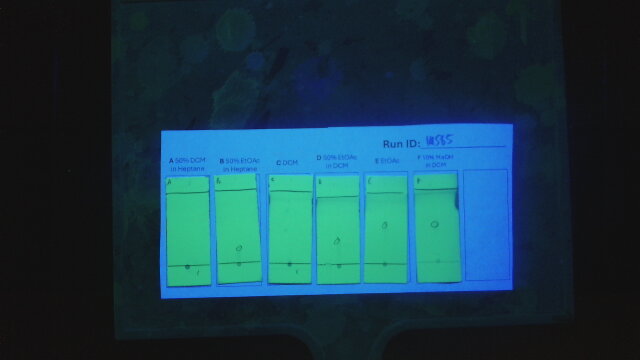 Run ID:
A 50% DCM
in Heptane
B 50% EtOAc
in Heptane
C DCM
D 50% EtOAc
in DCM
E EtOAc
F 10% MeOH
in DCM
A